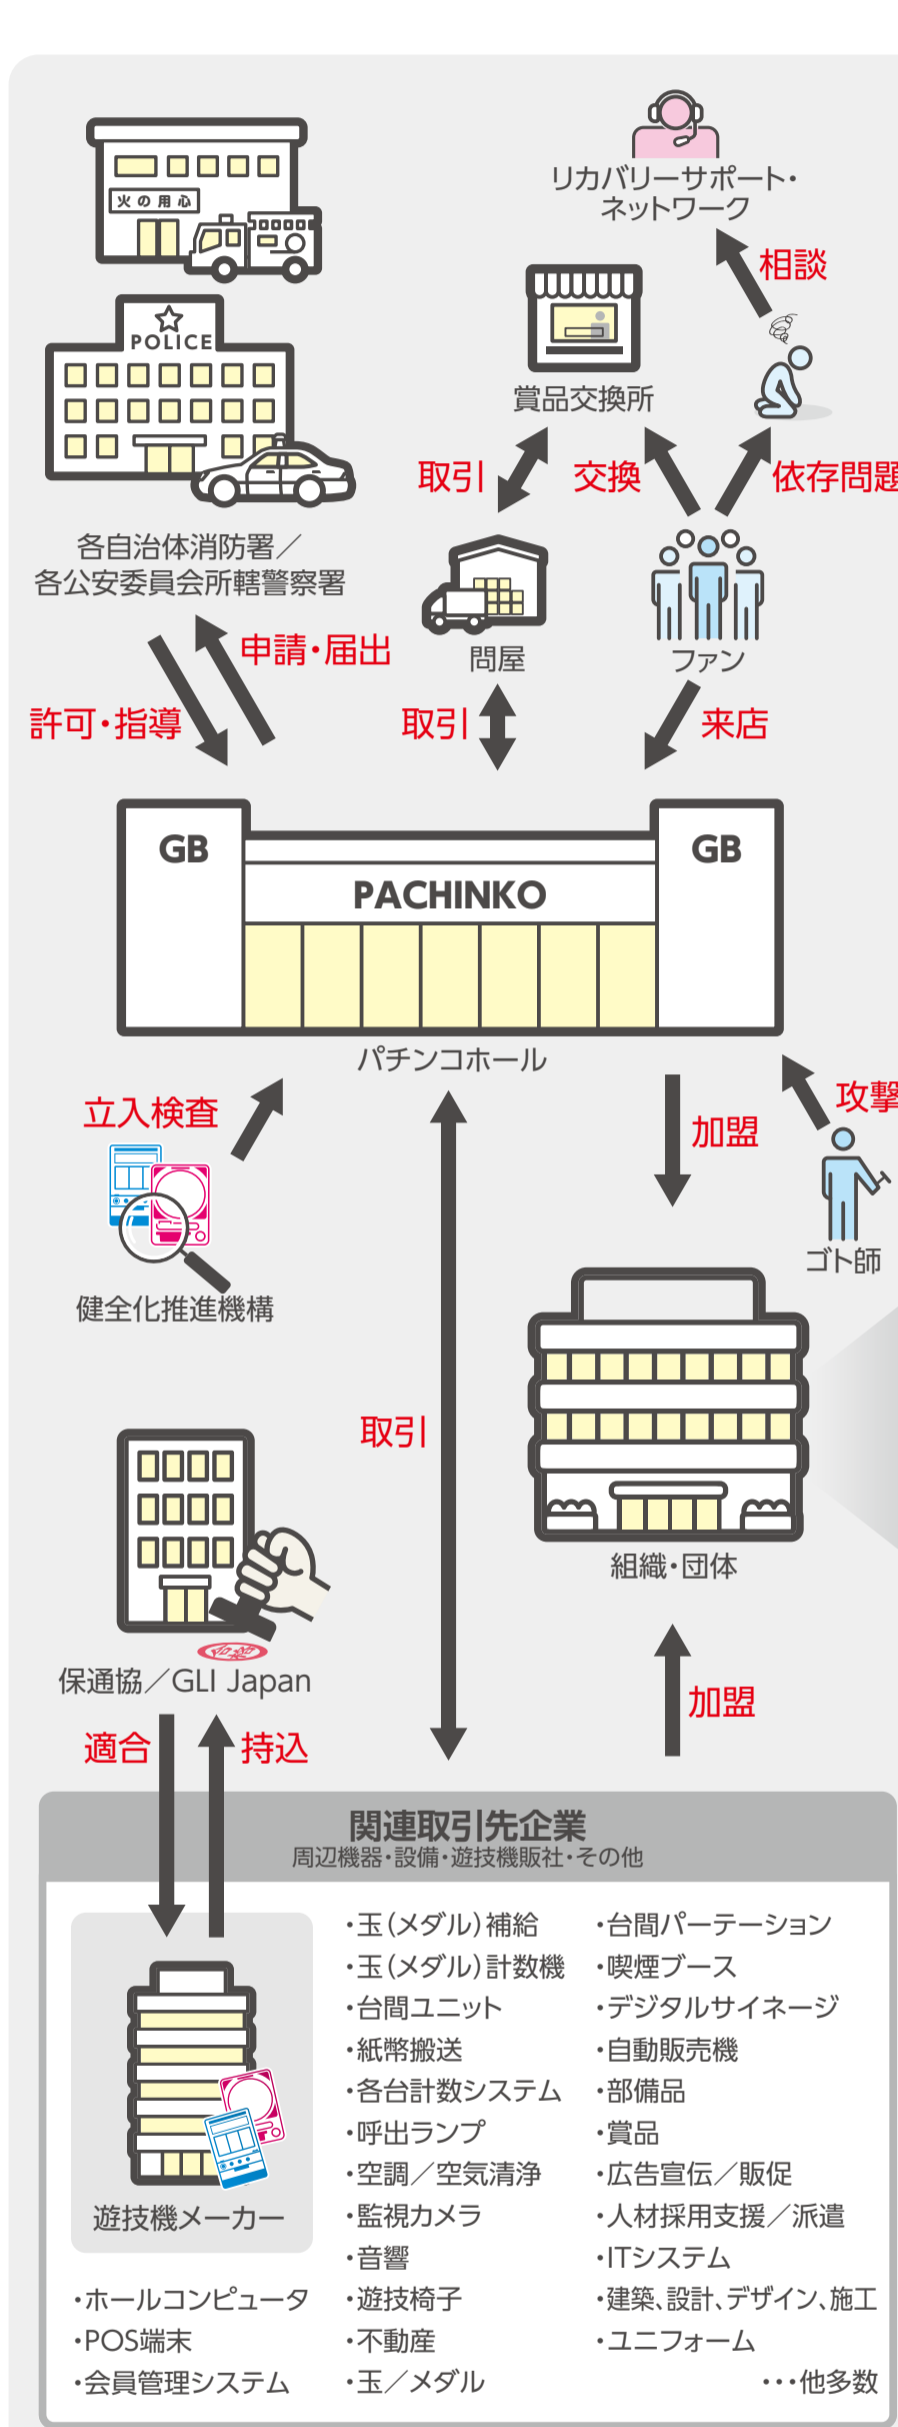 リカバリーサポート・
ネットワーク
相談
火の用心
POLICE
賞品交換所
取引
交換
依存問題
各自治体消防署／
各公安委員会所轄警察署
問屋
ファン
申請・届出
許可・指導
取引
来店
GB
PACHINKO
GB
パチンコホール
立入検査
加盟
攻撃
ゴト師
健全化推進機構
取引
組織・団体
保通協／GLI Japan
適合
持込
加盟
関連取引先企業
周辺機器・設備・遊技機販社・その他
遊技機メーカー
・ホールコンピュータ
・POS端末
・会員管理システム
・玉（メダル）補給
・玉（メダル）計数機
・台間ユニット
・紙幣搬送
・各台計数システム
・呼出ランプ
・空調／空気清浄
・監視カメラ
・音響
・遊技椅子
・不動産
・玉／メダル
・台間パーテーション
・喫煙ブース
・デジタルサイネージ
・自動販売機
・部備品
・賞品
・広告宣伝／販促
・人材採用支援／派遣
・ITシステム
・建築、設計、デザイン、施工
・ユニフォーム
・・・他多数